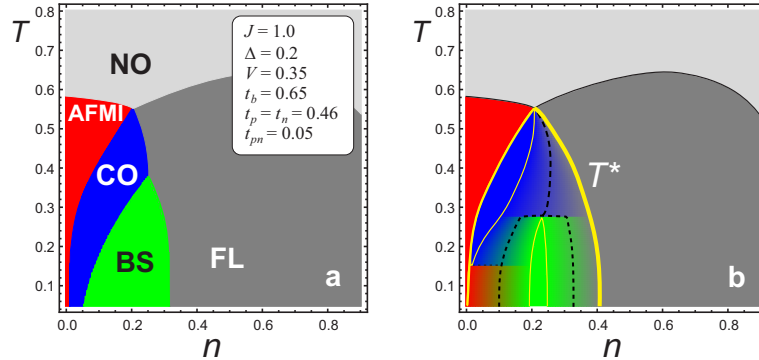 T
0.8
0.7
0.6
0.5
0.4
0.3
0.2
0.1
NO
AFMI
CO
BS
FL
a
J = 1.0
Δ = 0.2
V = 0.35
t_b = 0.65
t_p = t_n = 0.46
t_pn = 0.05
0.0 0.2 0.4 0.6 0.8
n
T
0.8
0.7
0.6
0.5
0.4
0.3
0.2
0.1
T*
b
0.0 0.2 0.4 0.6 0.8
n